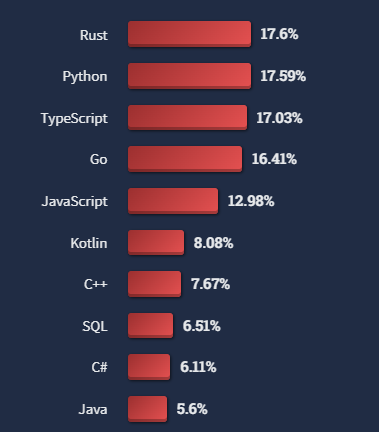 Rust 17.6%
Python 17.59%
TypeScript 17.03%
Go 16.41%
JavaScript 12.98%
Kotlin 8.08%
C++ 7.67%
SQL 6.51%
C# 6.11%
Java 5.6%